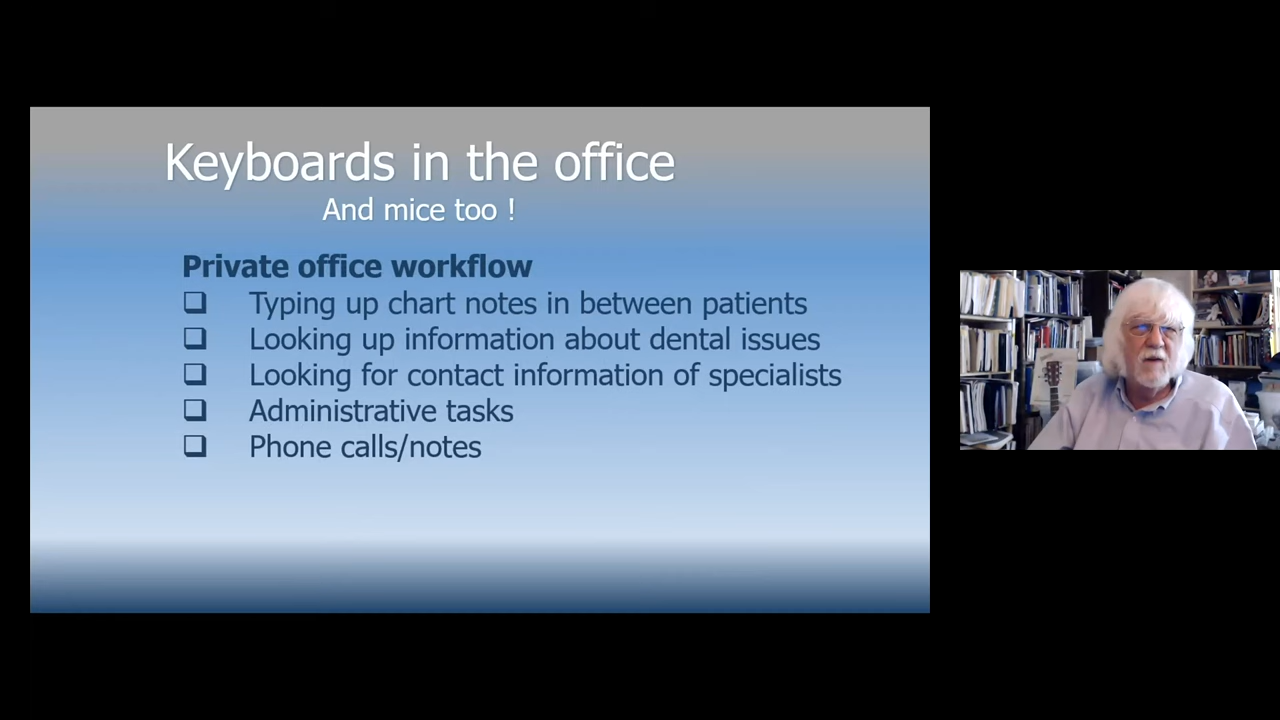 Keyboards in the office
And mice too !
Private office workflow
❑ Typing up chart notes in between patients
❑ Looking up information about dental issues
❑ Looking for contact information of specialists
❑ Administrative tasks
❑ Phone calls/notes